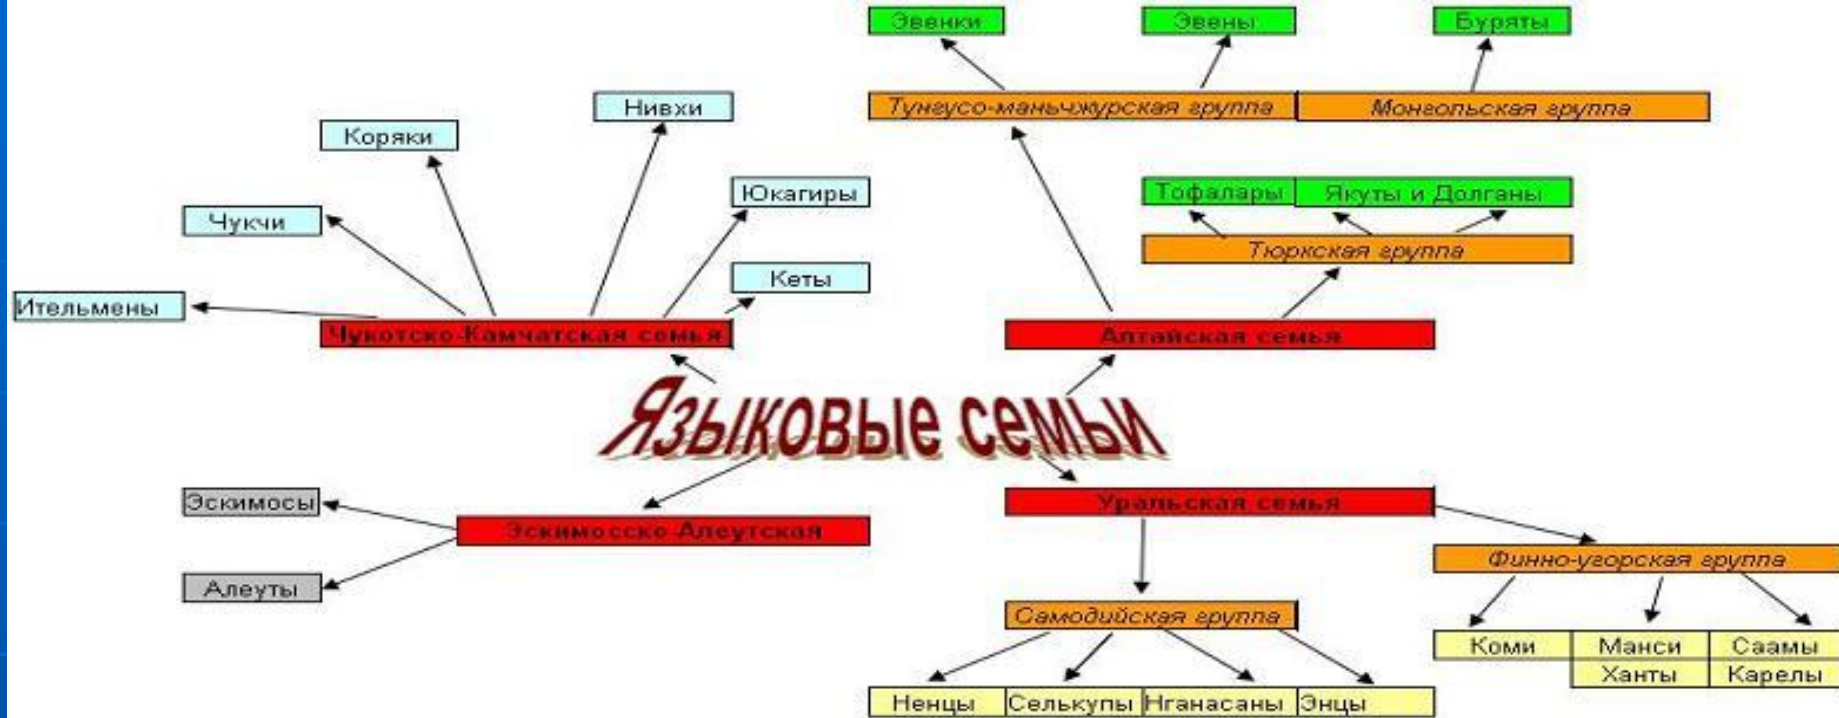 Эвенки
Эвены
Буряты
Тунгусо-маньчжурская группа
Монгольская группа
Нивхи
Коряки
Юкагиры
Тофалары
Якуты и Долганы
Чукчи
Тюркская группа
Кеты
Ительмены
Чукотско-Камчатская семья
Алтайская семья
Языковые семьи
Эскимосы
Уральская семья
Эскимосско-Алеутская
Финно-угорская группа
Алеуты
Самодийская группа
Коми
Манси
Саамы
Ханты
Карелы
Ненцы
Селькупы
Нганасаны
Энцы